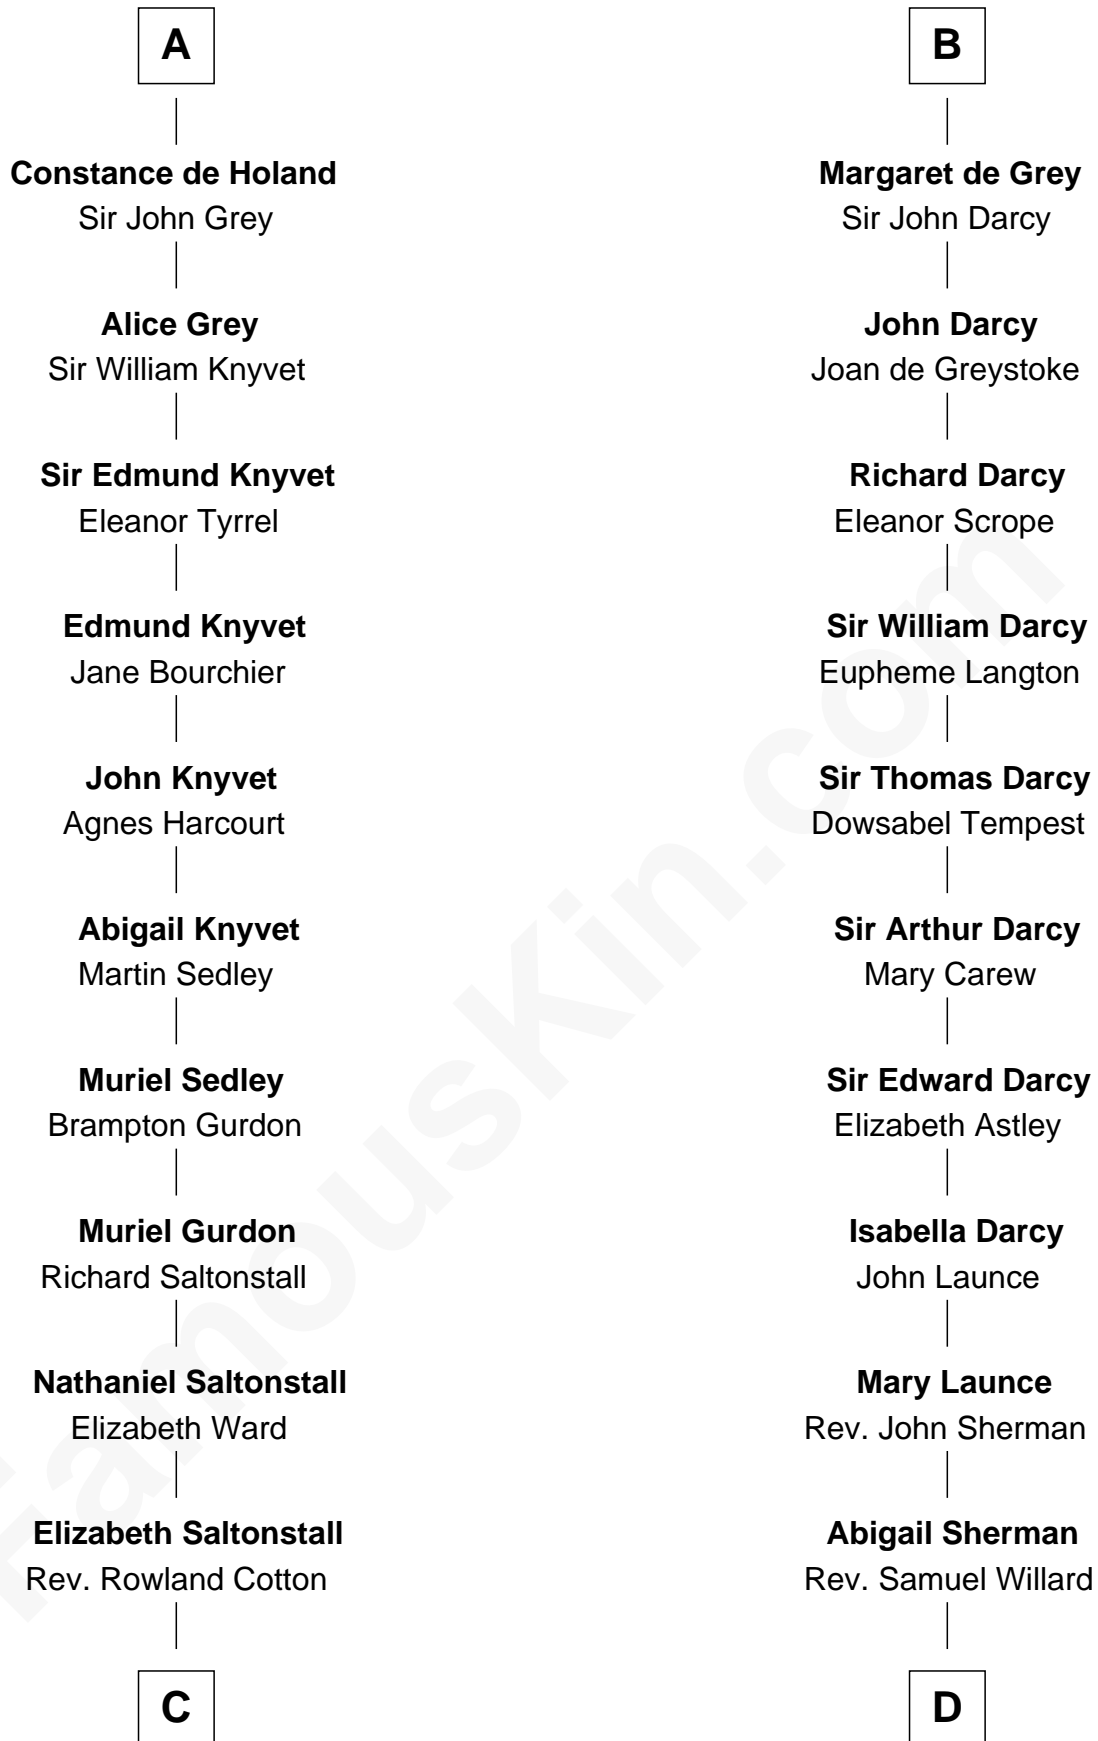 A
Constance de Holand
Sir John Grey
Alice Grey
Sir William Knyvet
Sir Edmund Knyvet
Eleanor Tyrrel
Edmund Knyvet
Jane Bourchier
John Knyvet
Agnes Harcourt
Abigail Knyvet
Martin Sedley
Muriel Sedley
Brampton Gurdon
Muriel Gurdon
Richard Saltonstall
Nathaniel Saltonstall
Elizabeth Ward
Elizabeth Saltonstall
Rev. Rowland Cotton
C
B
Margaret de Grey
Sir John Darcy
John Darcy
Joan de Greystoke
Richard Darcy
Eleanor Scrope
Sir William Darcy
Eupheme Langton
Sir Thomas Darcy
Dowsabel Tempest
Sir Arthur Darcy
Mary Carew
Sir Edward Darcy
Elizabeth Astley
Isabella Darcy
John Launce
Mary Launce
Rev. John Sherman
Abigail Sherman
Rev. Samuel Willard
D
FamousKin.com